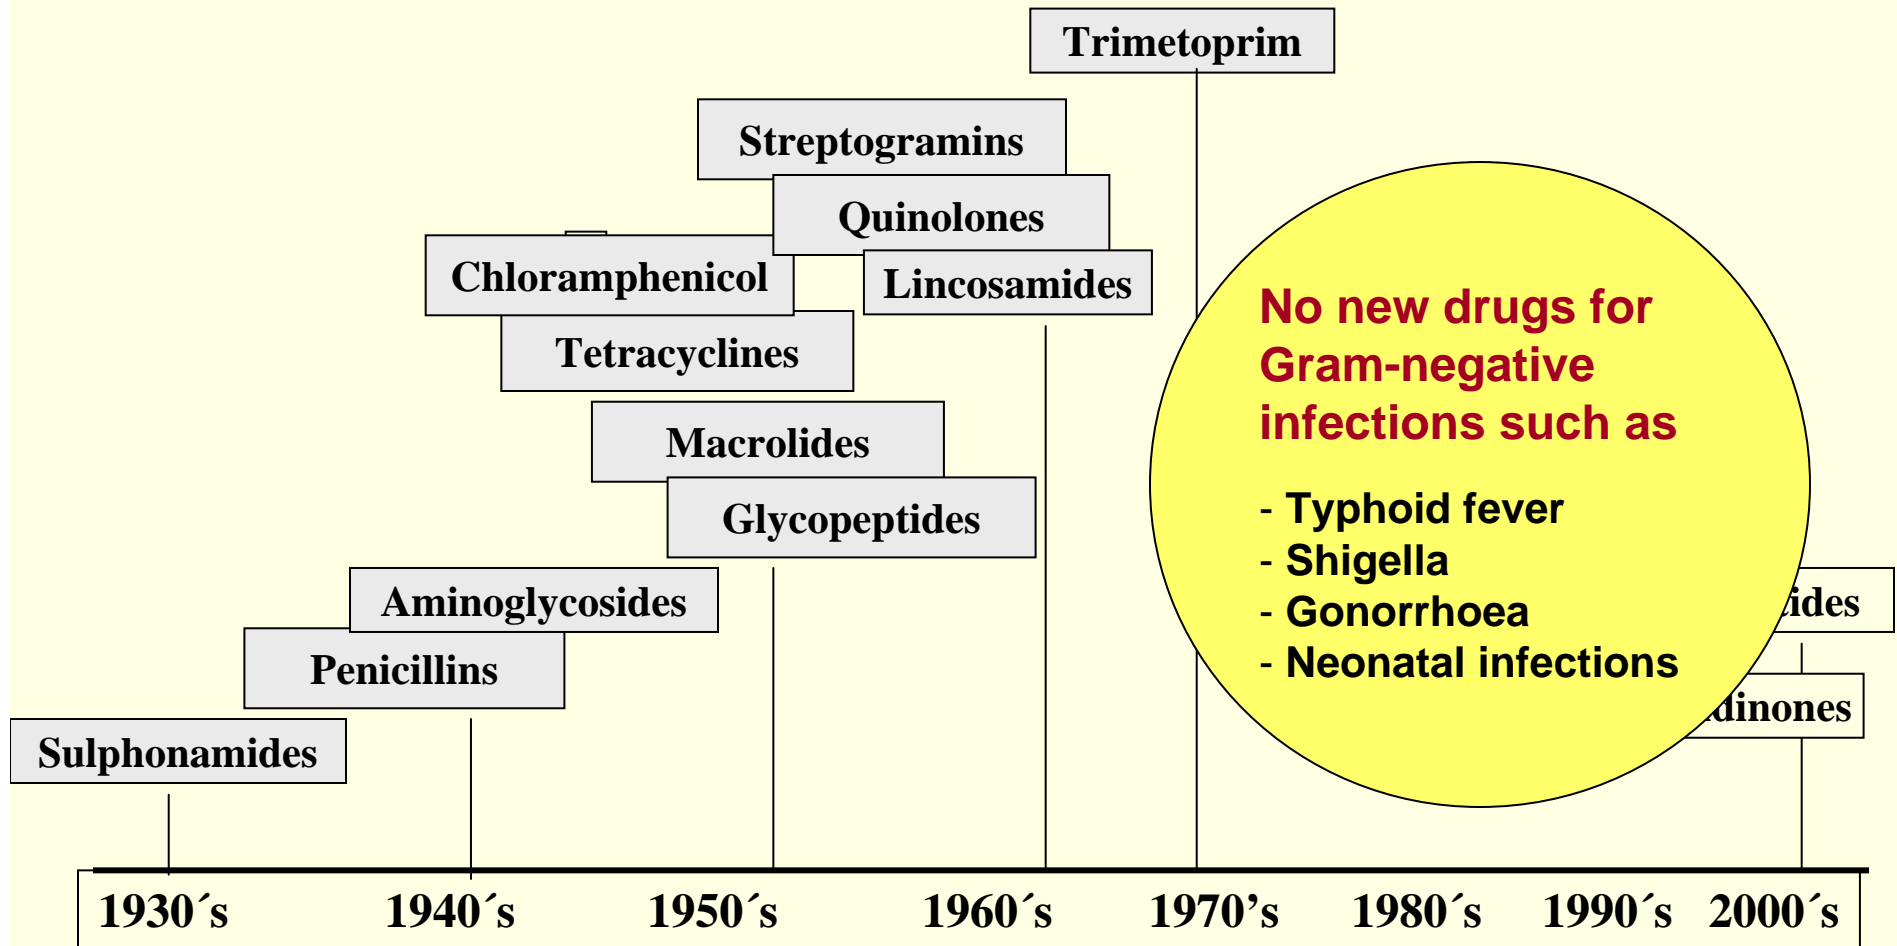 Trimetoprim
Streptogramins
Quinolones
Chloramphenicol
Lincosamides
Tetracyclines
Macrolides
Glycopeptides
Aminoglycosides
Penicillins
Sulphonamides
No new drugs for
Gram-negative
infections such as
- Typhoid fever
- Shigella
- Gonorrhoea
- Neonatal infections
ides
dinones
1930´s 1940´s 1950´s 1960´s 1970’s 1980´s 1990´s 2000´s